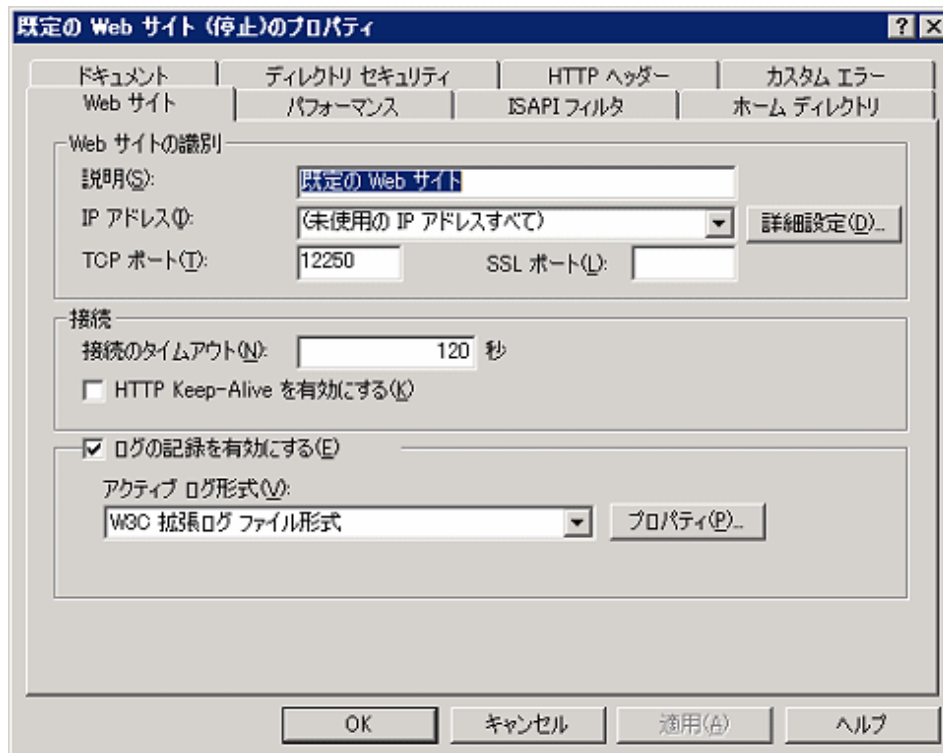 既定の Web サイト (停止)のプロパティ
ドキュメント ディレクトリ セキュリティ HTTP ヘッダー カスタム エラー
Web サイト パフォーマンス ISAPI フィルタ ホーム ディレクトリ
Web サイトの識別
説明(S): 既定の Web サイト
IP アドレス(I): (未使用の IP アドレスすべて) 詳細設定(D)...
TCP ポート(T): 12250 SSL ポート(L):
接続
接続のタイムアウト(N): 120 秒
HTTP Keep-Alive を有効にする(K)
ログの記録を有効にする(E)
アクティブ ログ形式(V):
W3C 拡張ログ ファイル形式 プロパティ(P)...
OK キャンセル 適用(A) ヘルプ